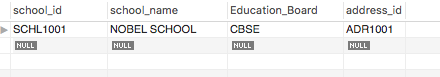 school_id school_name Education_Board address_id
SCHL1001 NOBEL SCHOOL CBSE ADR1001
NULL NULL NULL NULL